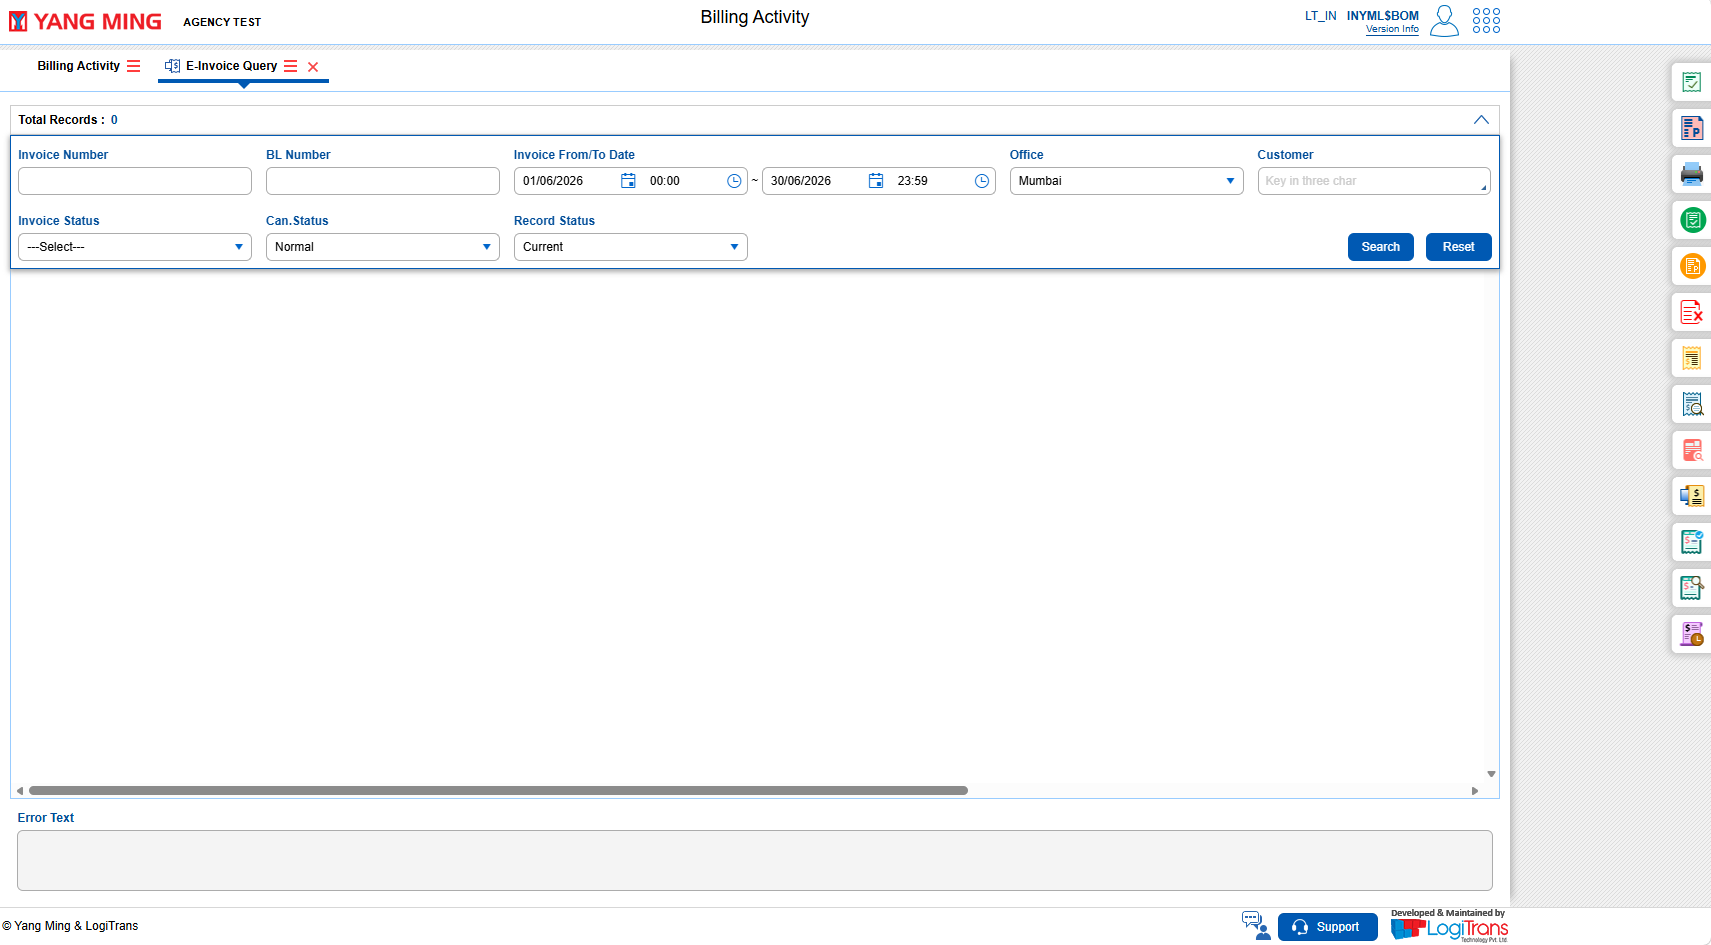 YANG MING
AGENCY TEST
Billing Activity
LT_IN
INYML$BOM
Version Info
Billing Activity
E-Invoice Query
Total Records : 0
Invoice Number
BL Number
Invoice From/To Date
Office
Customer
01/06/2026
00:00
~
30/06/2026
23:59
Mumbai
Key in three char
Invoice Status
Can.Status
Record Status
---Select---
Normal
Current
Search
Reset
Error Text
© Yang Ming & LogiTrans
Support
Developed & Maintained by
LogiTrans
Technology Pvt. Ltd.